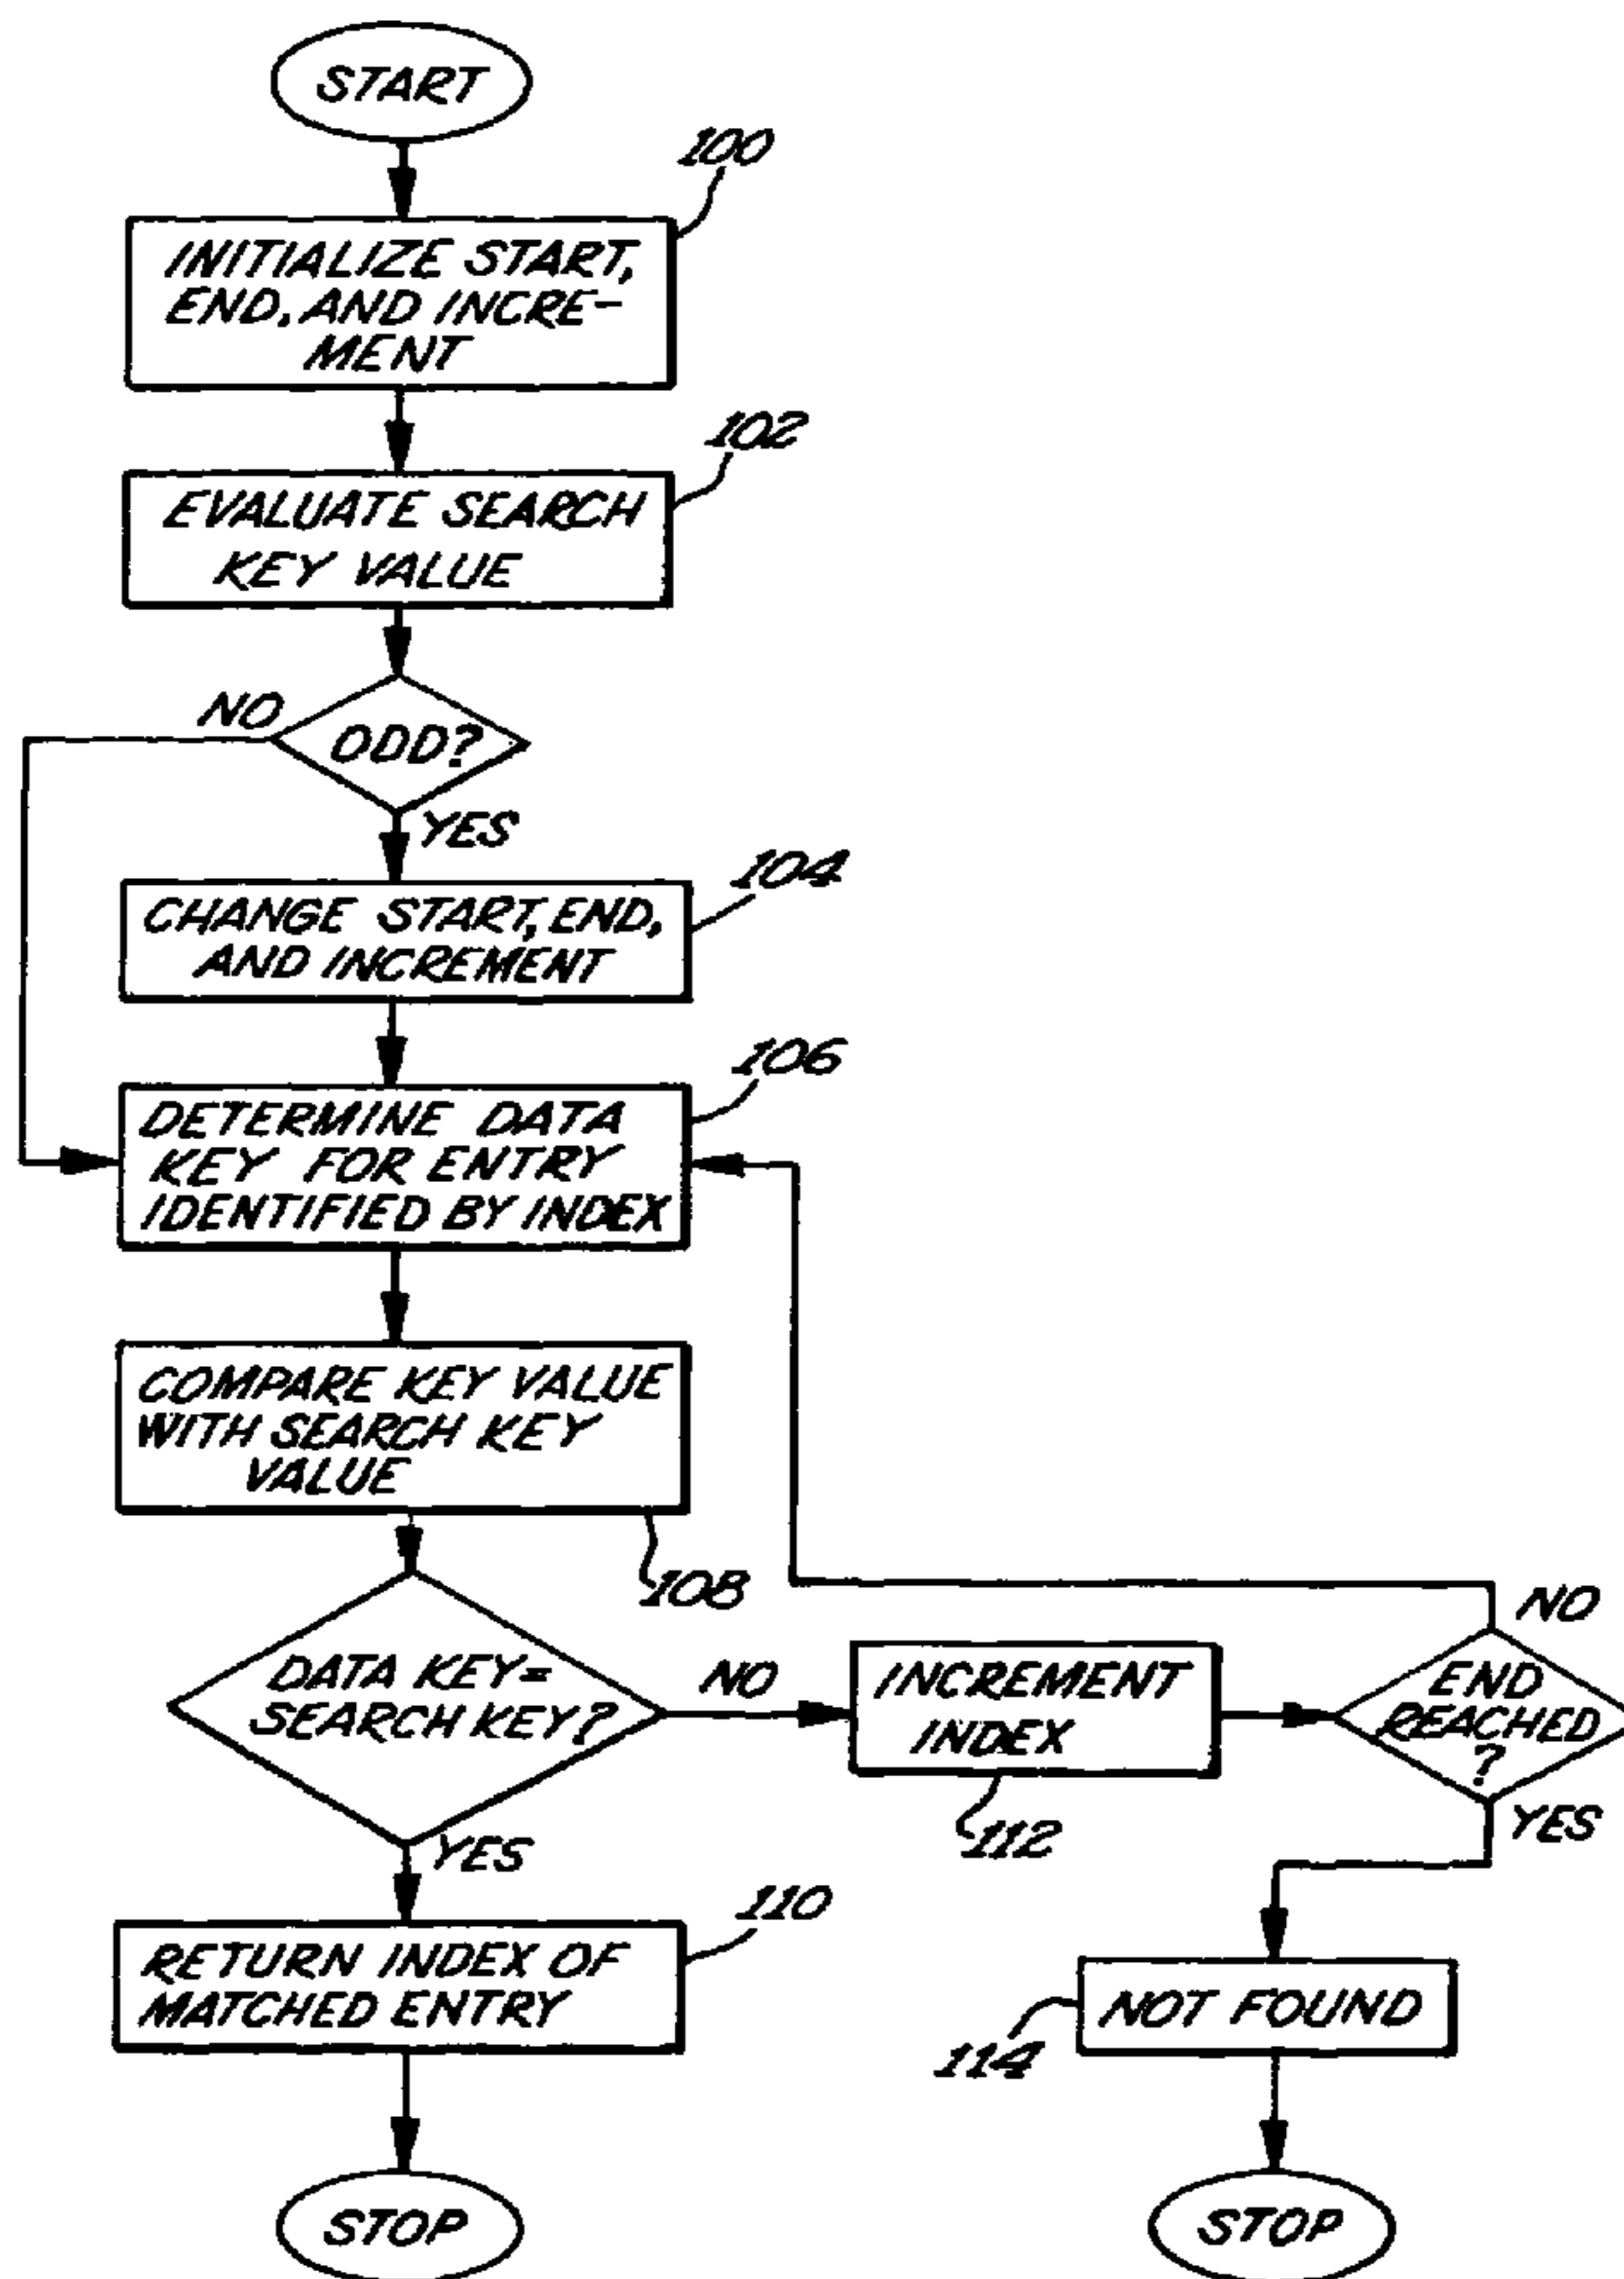 START
100
INITIALIZE START,
END, AND INCRE-
MENT
102
EVALUATE SEARCH
KEY VALUE
NO
ODD?
YES
104
CHANGE START, END,
AND INCREMENT
106
DETERMINE DATA
KEY FOR ENTRY
IDENTIFIED BY INDEX
COMPARE KEY VALUE
WITH SEARCH KEY
VALUE
108
DATA KEY=
SEARCH KEY?
NO
INCREMENT
INDEX
112
NO
END
REACHED
?
YES
YES
110
RETURN INDEX OF
MATCHED ENTRY
NOT FOUND
114
STOP
STOP